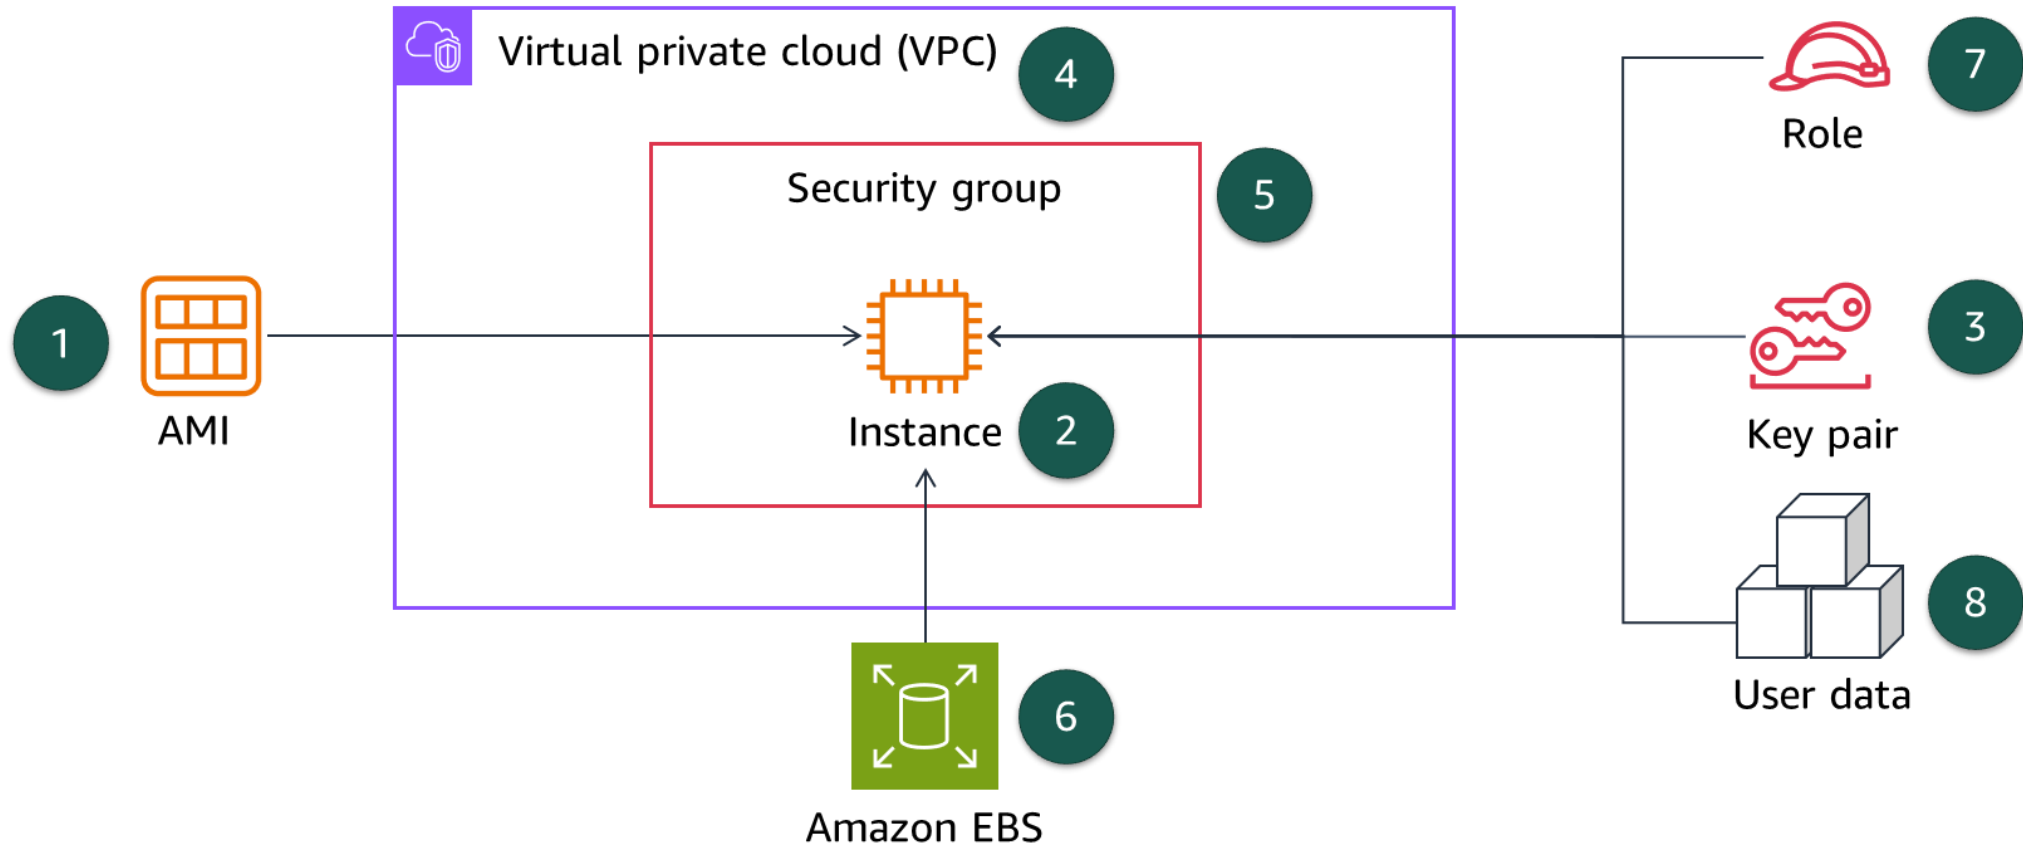 Virtual private cloud (VPC)
4
7
Role
Security group
5
1
AMI
Instance
2
3
Key pair
8
User data
6
Amazon EBS